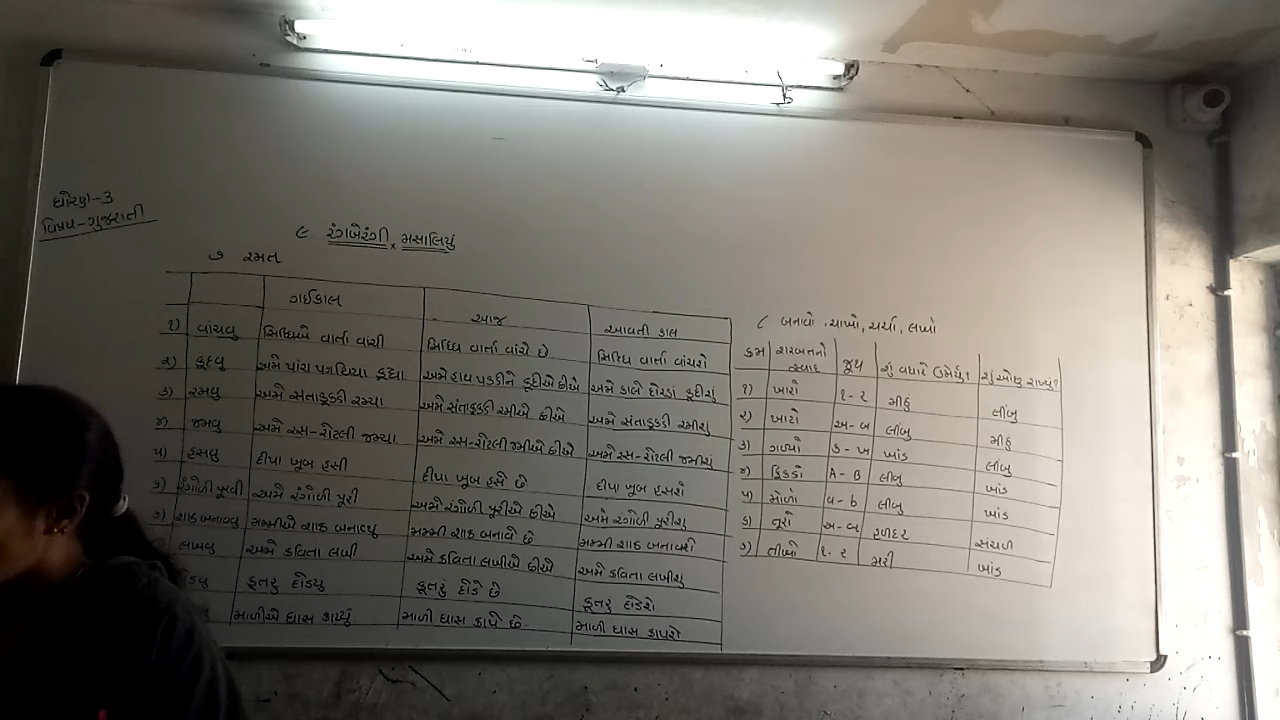 ધોરણ-૩
વિષય-ગુજરાતી
૯ રંગબેરંગી મસાલિયું
૭ રમત
ગઈકાલ આજ આવતી કાલ
૧) વાંચવુ સિધ્ધિએ વાર્તા વાંચી સિધ્ધિ વાર્તા વાંચે છે સિધ્ધિ વાર્તા વાંચશે
૨) કૂદવુ અમે પાંચ પગથિયા કૂદ્યા અમે હાથ પકડીને કૂદીએ છીએ અમે કાલે દોરડાં કૂદીશું
૩) રમવુ અમે સંતાકૂકડી રમ્યા અમે સંતાકૂકડી રમીએ છીએ અમે સંતાકૂકડી રમીશુ
૪) જમવુ અમે રસ-રોટલી જમ્યા અમે રસ-રોટલી જમીએ છીએ અમે રસ-રોટલી જમીશું
૫) હસવુ દીપા ખૂબ હસી દીપા ખૂબ હસે છે દીપા ખૂબ હસશે
૬) રંગોળી પૂરવી અમે રંગોળી પૂરી અમે રંગોળી પૂરીએ છીએ અમે રંગોળી પૂરીશુ
૭) શાક બનાવવુ મમ્મીએ શાક બનાવ્યુ મમ્મી શાક બનાવે છે મમ્મી શાક બનાવશે
લખવુ અમે કવિતા લખી અમે કવિતા લખીએ છીએ અમે કવિતા લખીશુ
કૂતરુ દોડ્યુ કૂતરું દોડે છે કૂતરું દોડશે
માળીએ ઘાસ કાપ્યું માળી ઘાસ કાપે છે. માળી ઘાસ કાપશે
૮ બનાવો, ચાખો, ચર્ચો, લખો
ક્રમ શરબતનો સ્વાદ જૂથ શું વધારે ઉમેર્યુ? શું ઓછુ રાખ્યું?
૧) ખારો ૧-૨ મીઠું લીંબુ
૨) ખાટો અ-બ લીંબુ મીઠું
૩) ગળ્યો ક-ખ ખાંડ લીંબુ
૪) ફિક્કો A-B લીંબુ ખાંડ
૫) મોળો a-b લીંબુ ખાંડ
૬) તૂરો હળદર સંચળ
૭) તીખો ૧-૨ મરી ખાંડ